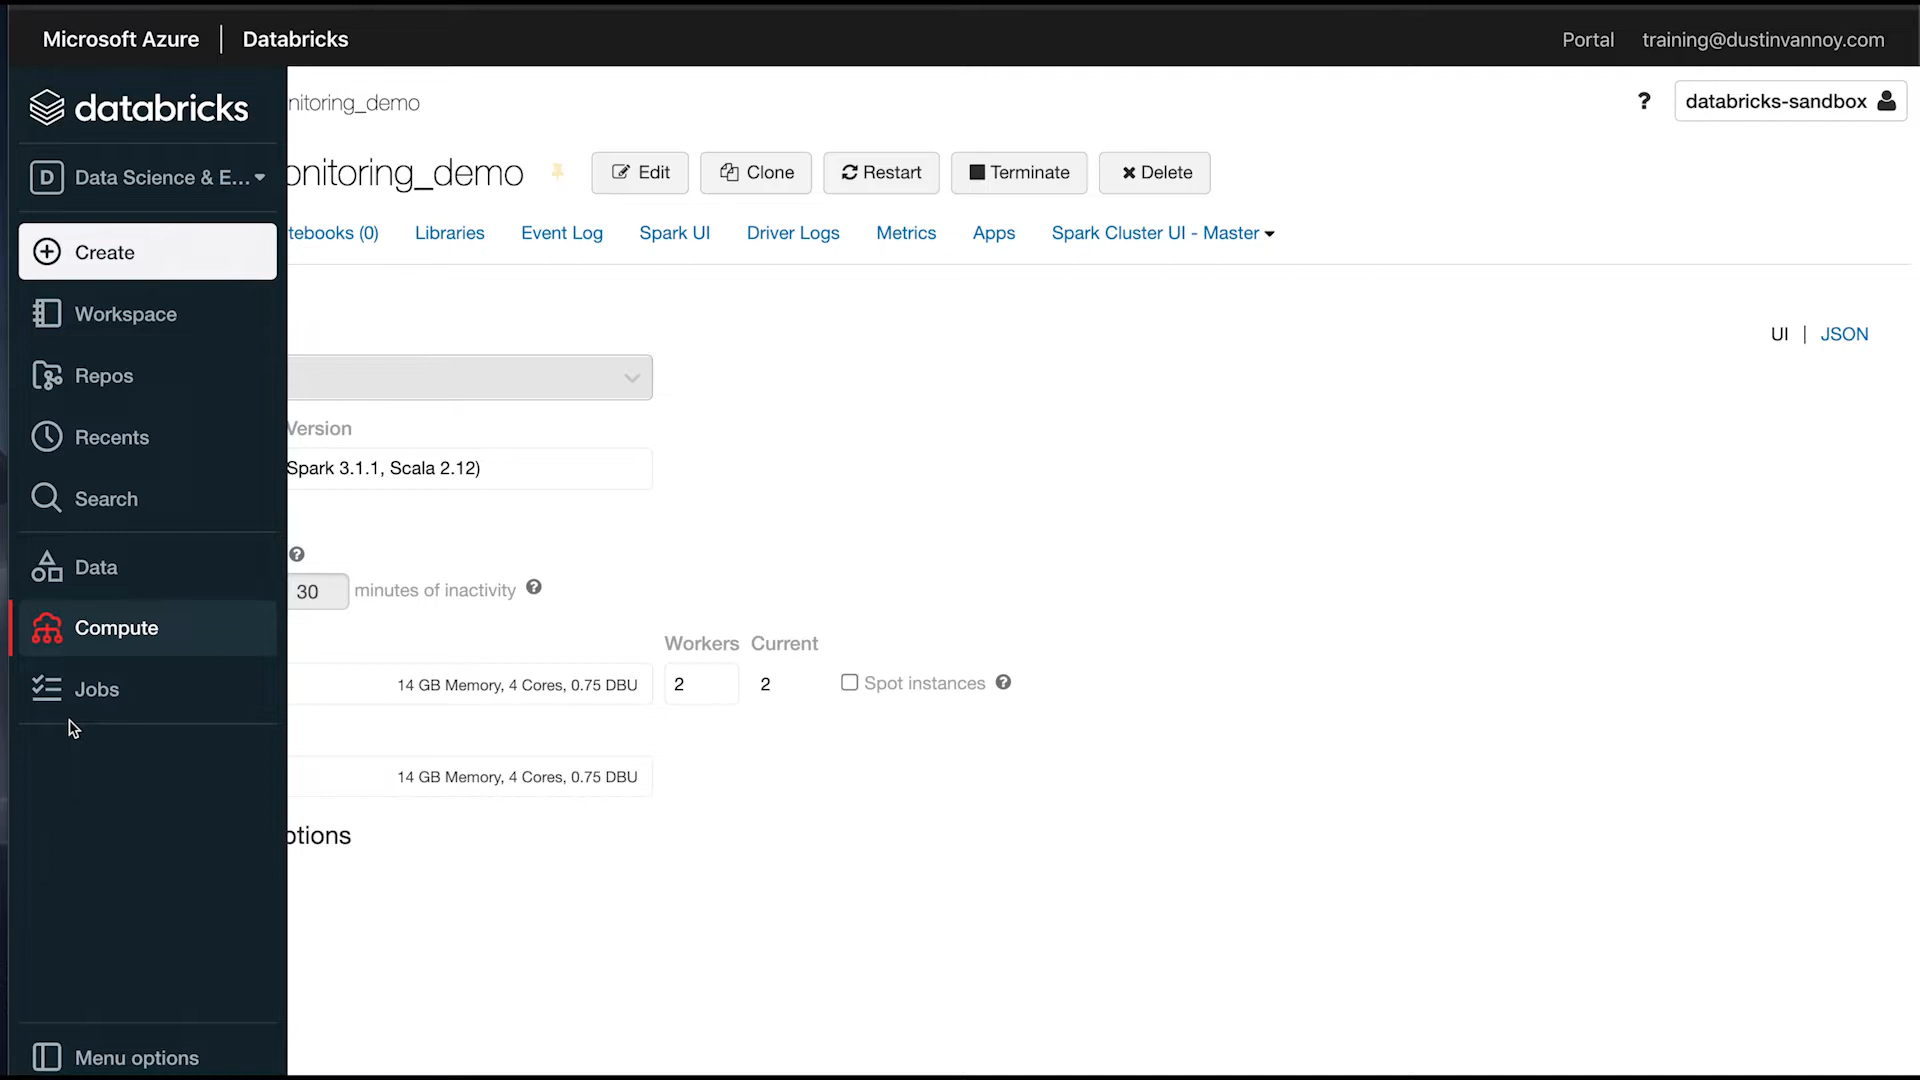 Microsoft Azure | Databricks
Portal training@dustinvannoy.com
databricks
nitoring_demo
? databricks-sandbox
D Data Science & E...
onitoring_demo Edit Clone Restart Terminate Delete
tebooks (0) Libraries Event Log Spark UI Driver Logs Metrics Apps Spark Cluster UI - Master
Create
Workspace
UI | JSON
Repos
Version
Recents
Spark 3.1.1, Scala 2.12)
Search
Data
30 minutes of inactivity
Compute
Workers Current
14 GB Memory, 4 Cores, 0.75 DBU 2 2 Spot instances
Jobs
14 GB Memory, 4 Cores, 0.75 DBU
ptions
Menu options